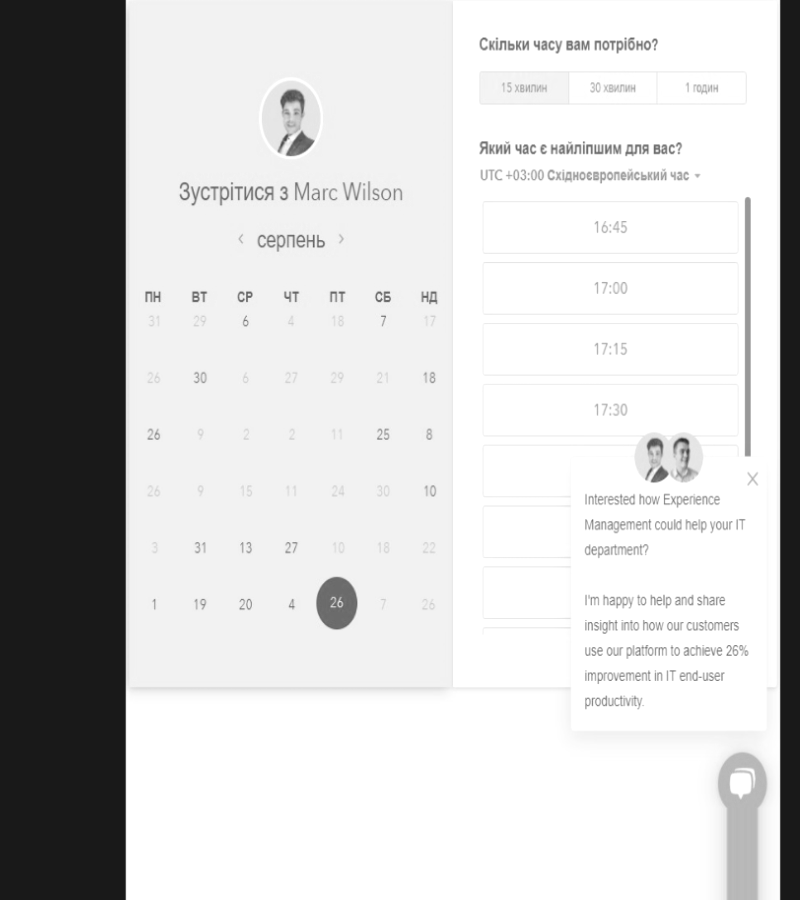 Зустрітися з Marc Wilson
серпень
ПН ВТ СР ЧТ ПТ СБ НД
31 29 6 4 18 7 17
26 30 6 27 29 21 18
26 9 2 2 11 25 8
26 9 15 11 24 30 10
3 31 13 27 10 18 22
1 19 20 4 26 7 26
Скільки часу вам потрібно?
15 хвилин 30 хвилин 1 годин
Який час є найліпшим для вас?
UTC +03:00 Східноєвропейський час
16:45
17:00
17:15
17:30
Interested how Experience
Management could help your IT
department?
I'm happy to help and share
insight into how our customers
use our platform to achieve 26%
improvement in IT end-user
productivity.